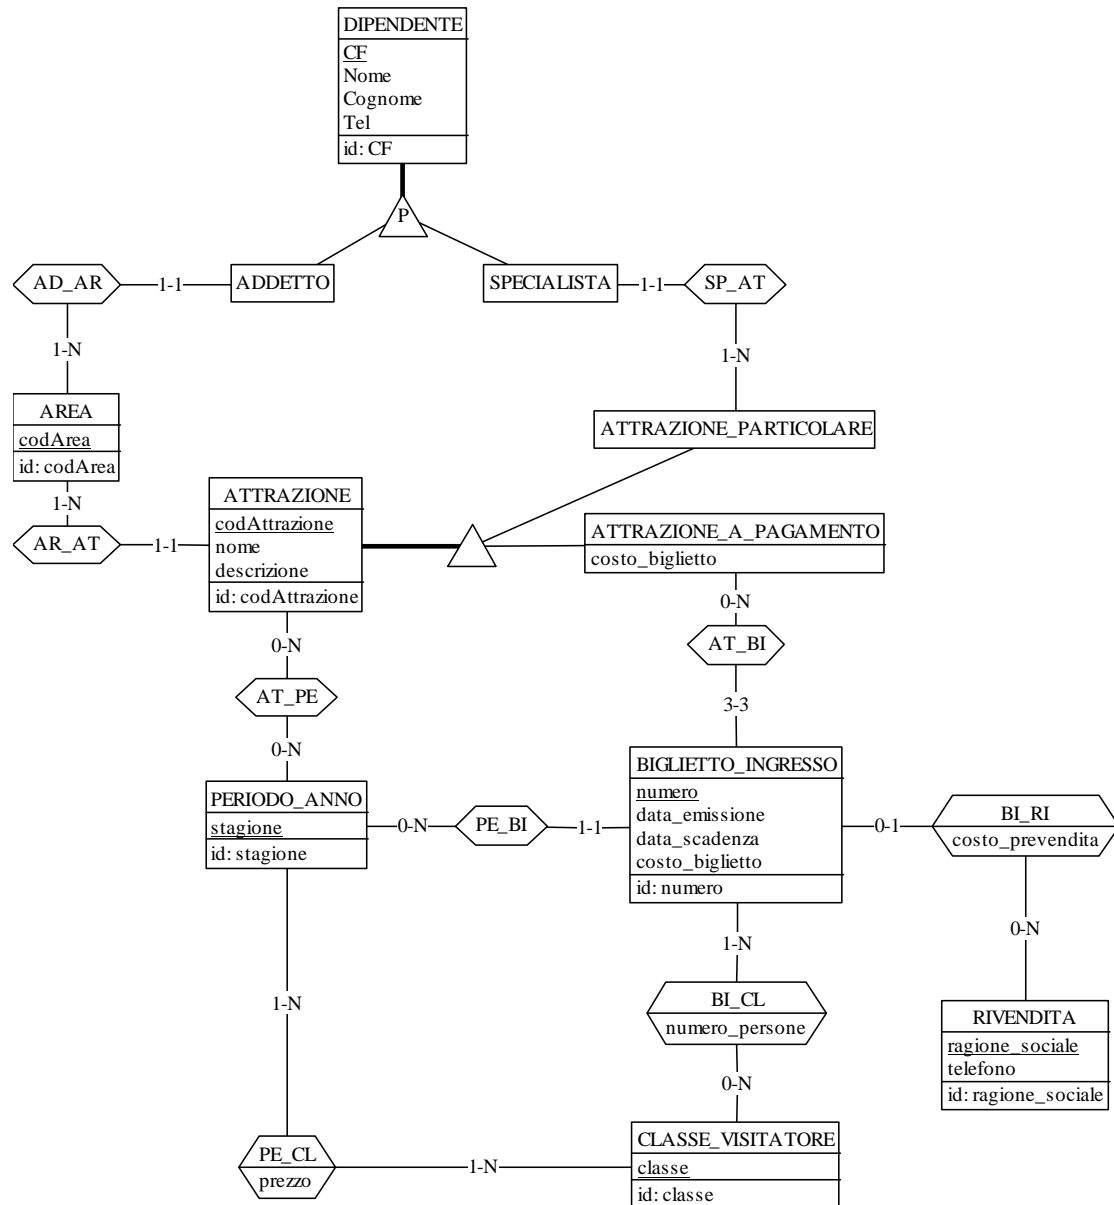 DIPENDENTE
CF
Nome
Cognome
Tel
id: CF
P
AD_AR
1-1
ADDETTO
SPECIALISTA
1-1
SP_AT
1-N
1-N
AREA
codArea
id: codArea
ATTRAZIONE_PARTICOLARE
1-N
AR_AT
1-1
ATTRAZIONE
codAttrazione
nome
descrizione
id: codAttrazione
ATTRAZIONE_A_PAGAMENTO
costo_biglietto
0-N
AT_BI
3-3
0-N
AT_PE
0-N
PERIODO_ANNO
stagione
id: stagione
0-N
PE_BI
1-1
BIGLIETTO_INGRESSO
numero
data_emissione
data_scadenza
costo_biglietto
id: numero
0-1
BI_RI
costo_prevendita
0-N
RIVENDITA
ragione_sociale
telefono
id: ragione_sociale
1-N
BI_CL
numero_persone
0-N
1-N
PE_CL
prezzo
1-N
CLASSE_VISITATORE
classe
id: classe